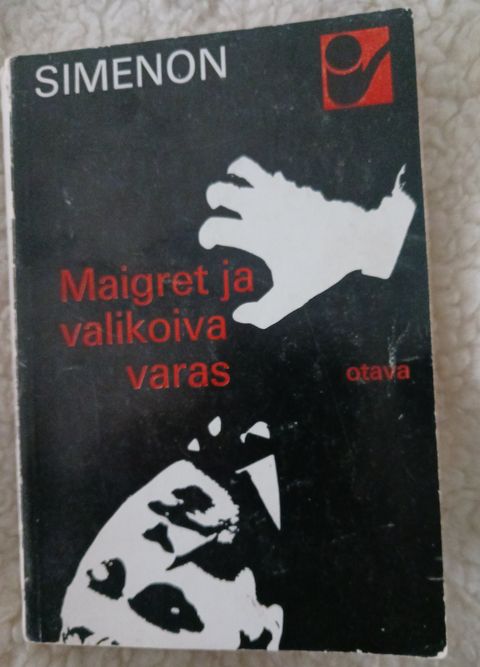 SIMENON
Maigret ja
valikoiva
varas
otava